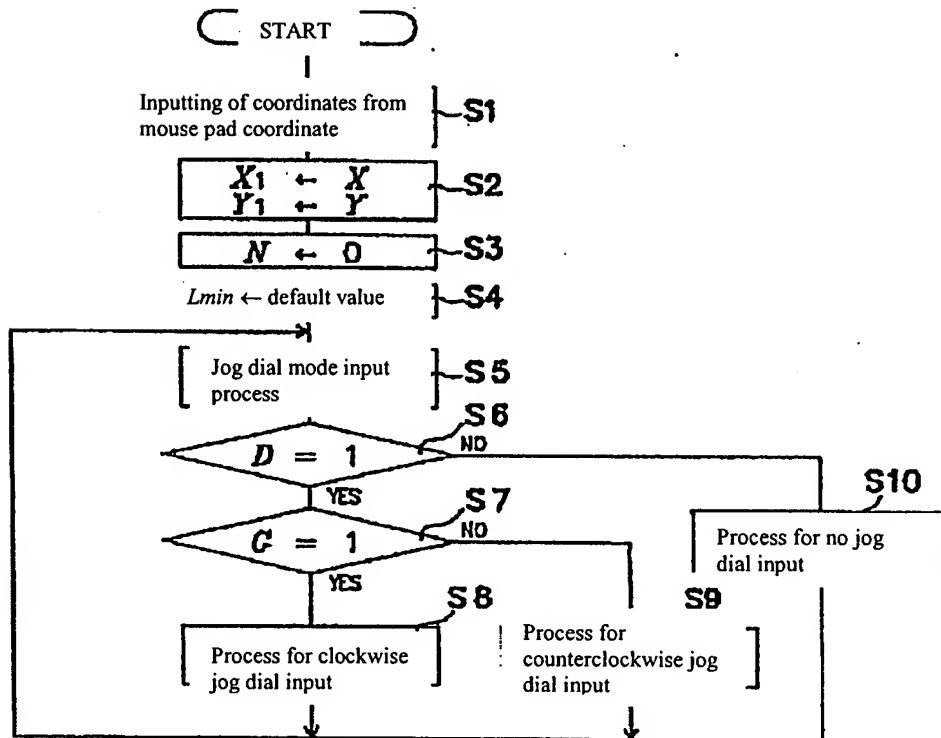 START
Inputting of coordinates from
mouse pad coordinate
S1
X1 ← X
Y1 ← Y
S2
N ← 0
S3
Lmin ← default value
S4
Jog dial mode input
process
S5
S6
D = 1
NO
YES
S7
G = 1
NO
YES
S10
Process for no jog
dial input
S8
Process for clockwise
jog dial input
S9
Process for
counterclockwise jog
dial input